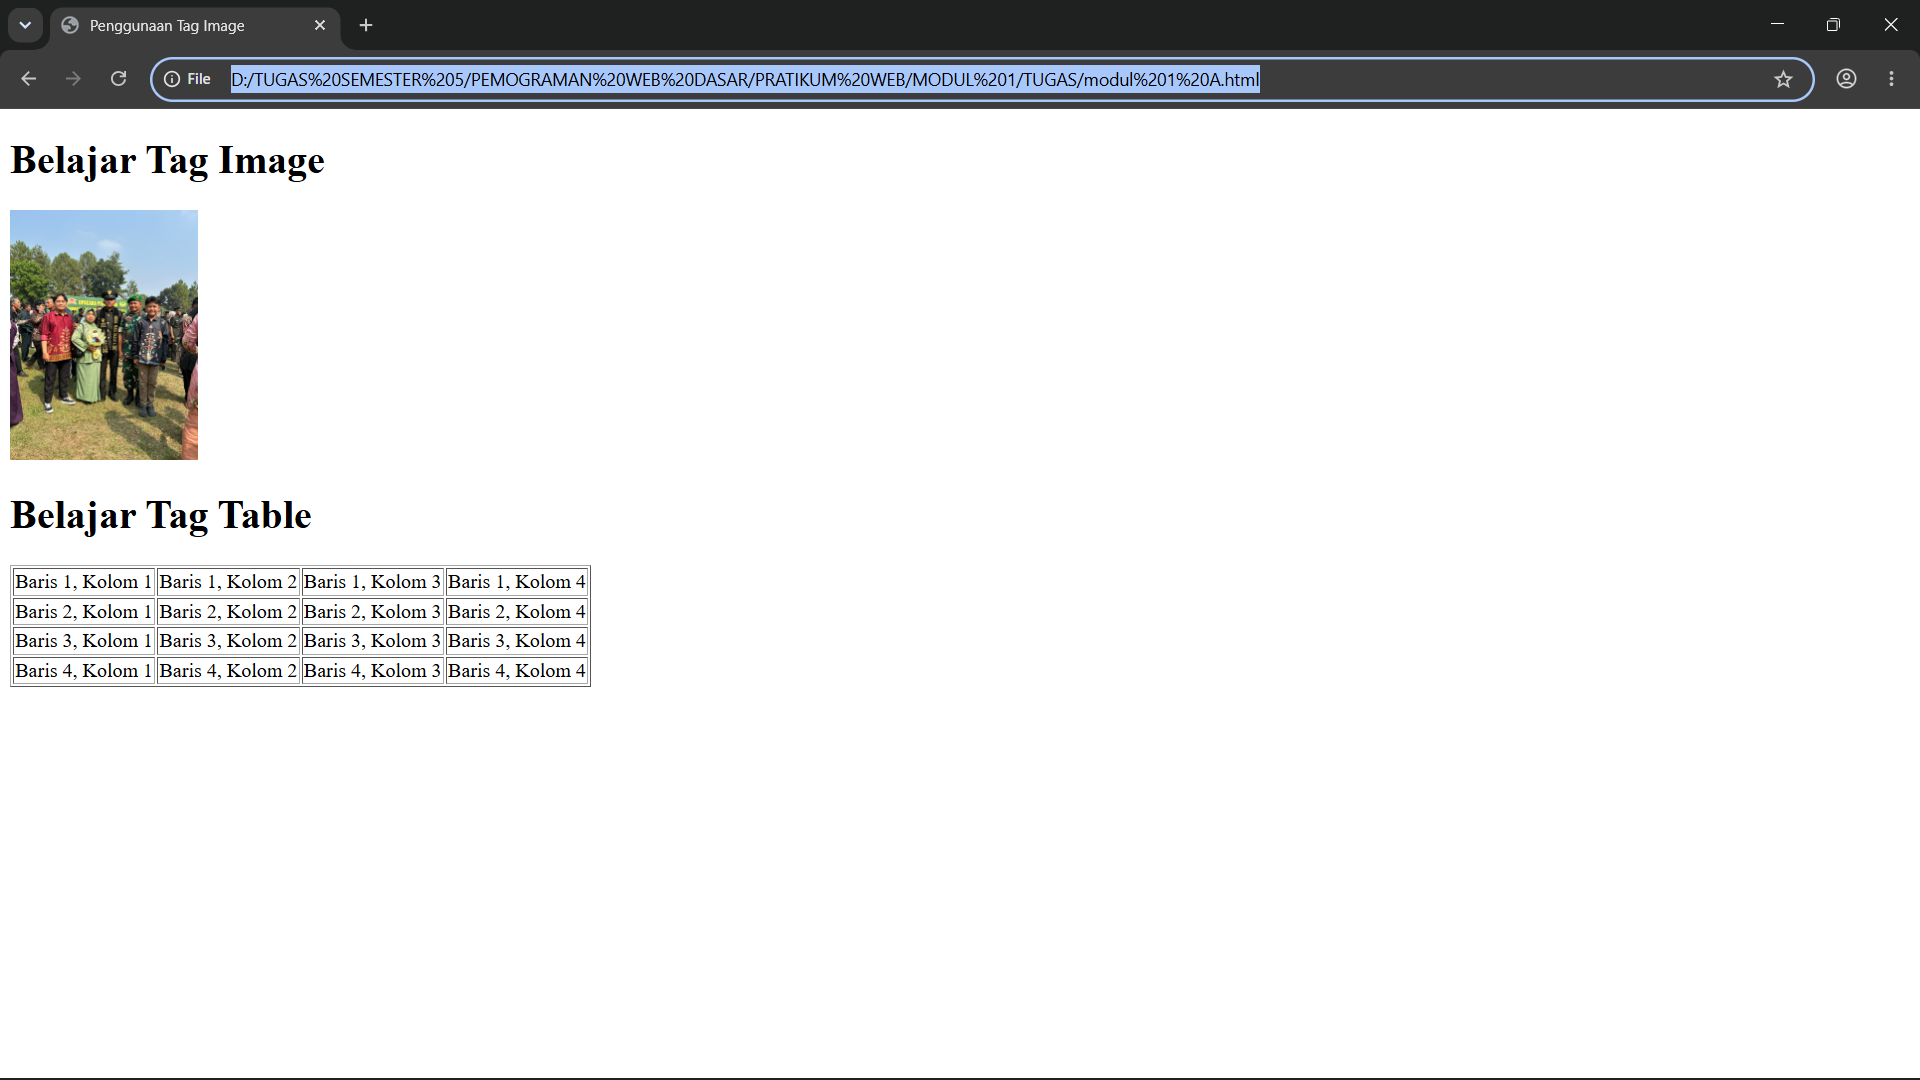 Penggunaan Tag Image
File D:/TUGAS%20SEMESTER%205/PEMOGRAMAN%20WEB%20DASAR/PRATIKUM%20WEB/MODUL%201/TUGAS/modul%201%20A.html
Belajar Tag Image
Belajar Tag Table
Baris 1, Kolom 1 Baris 1, Kolom 2 Baris 1, Kolom 3 Baris 1, Kolom 4
Baris 2, Kolom 1 Baris 2, Kolom 2 Baris 2, Kolom 3 Baris 2, Kolom 4
Baris 3, Kolom 1 Baris 3, Kolom 2 Baris 3, Kolom 3 Baris 3, Kolom 4
Baris 4, Kolom 1 Baris 4, Kolom 2 Baris 4, Kolom 3 Baris 4, Kolom 4